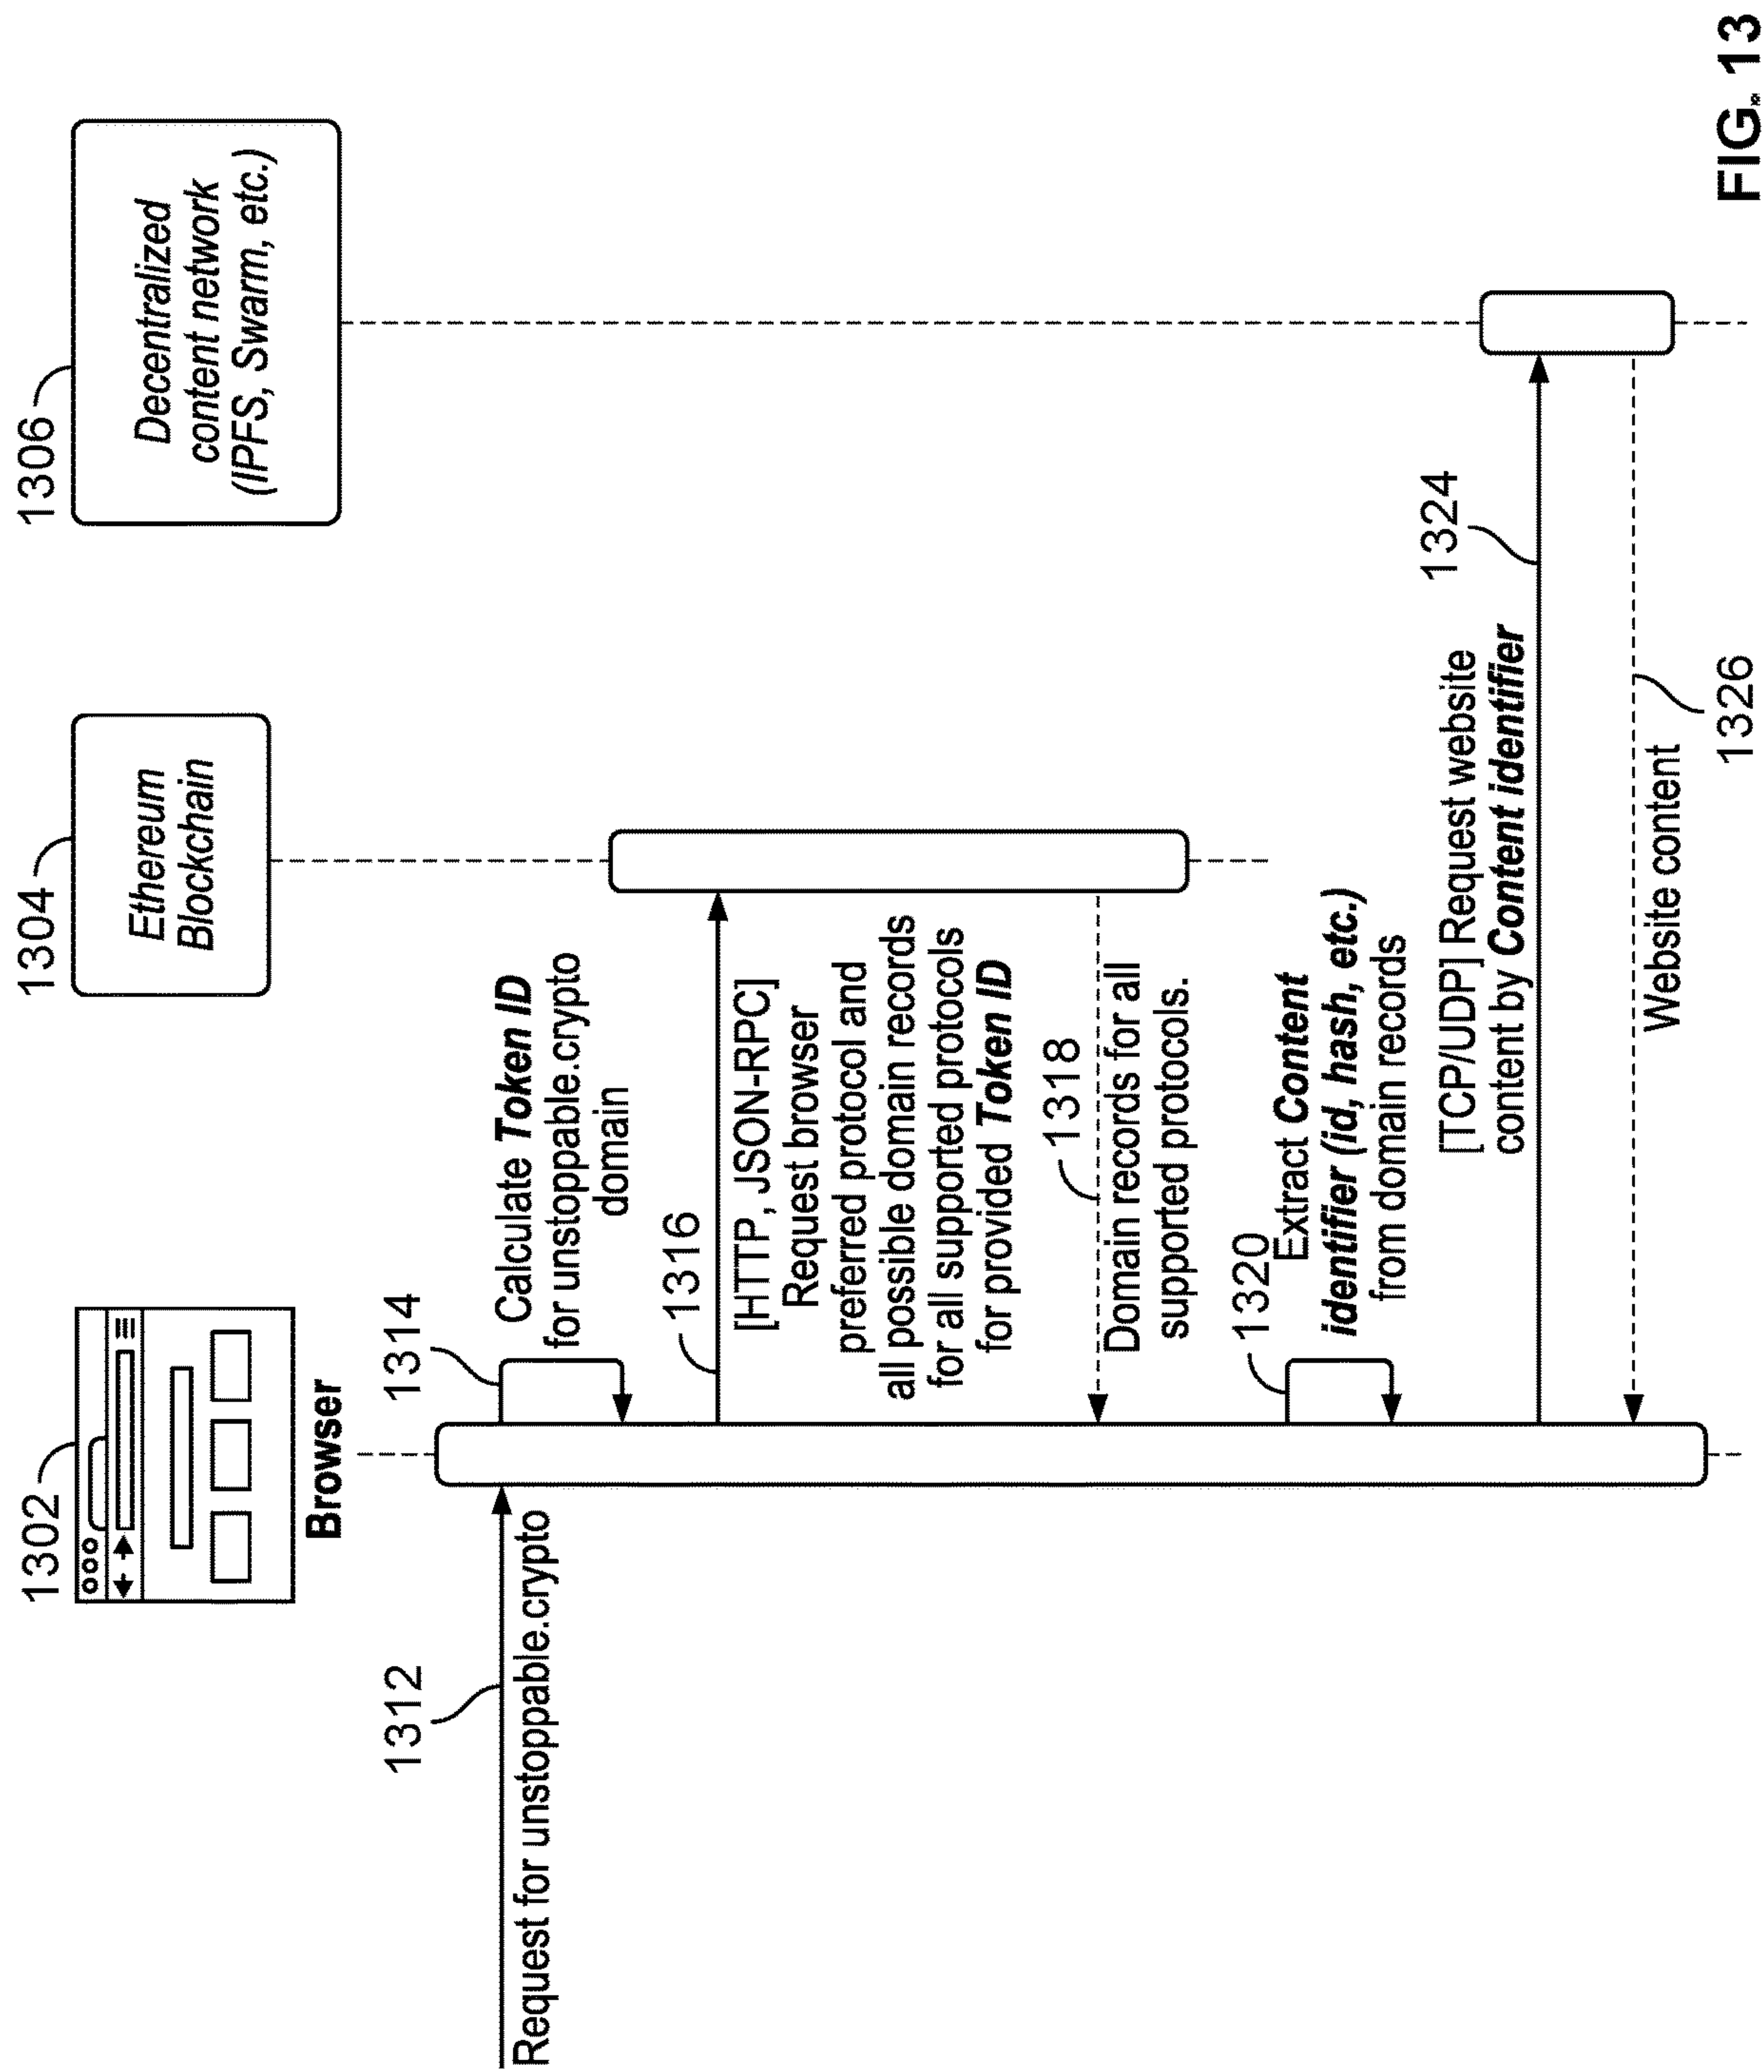 1302
Browser
1304
Ethereum
Blockchain
1306
Decentralized
content network
(IPFS, Swarm, etc.)
1312
Request for unstoppable.crypto
1314
Calculate Token ID
for unstoppable.crypto
domain
1316
[HTTP, JSON-RPC]
Request browser
preferred protocol and
all possible domain records
for all supported protocols
for provided Token ID
1318
Domain records for all
supported protocols.
1320
Extract Content
identifier (id, hash, etc.)
from domain records
1324
[TCP/UDP] Request website
content by Content identifier
Website content
1326
FIG. 13